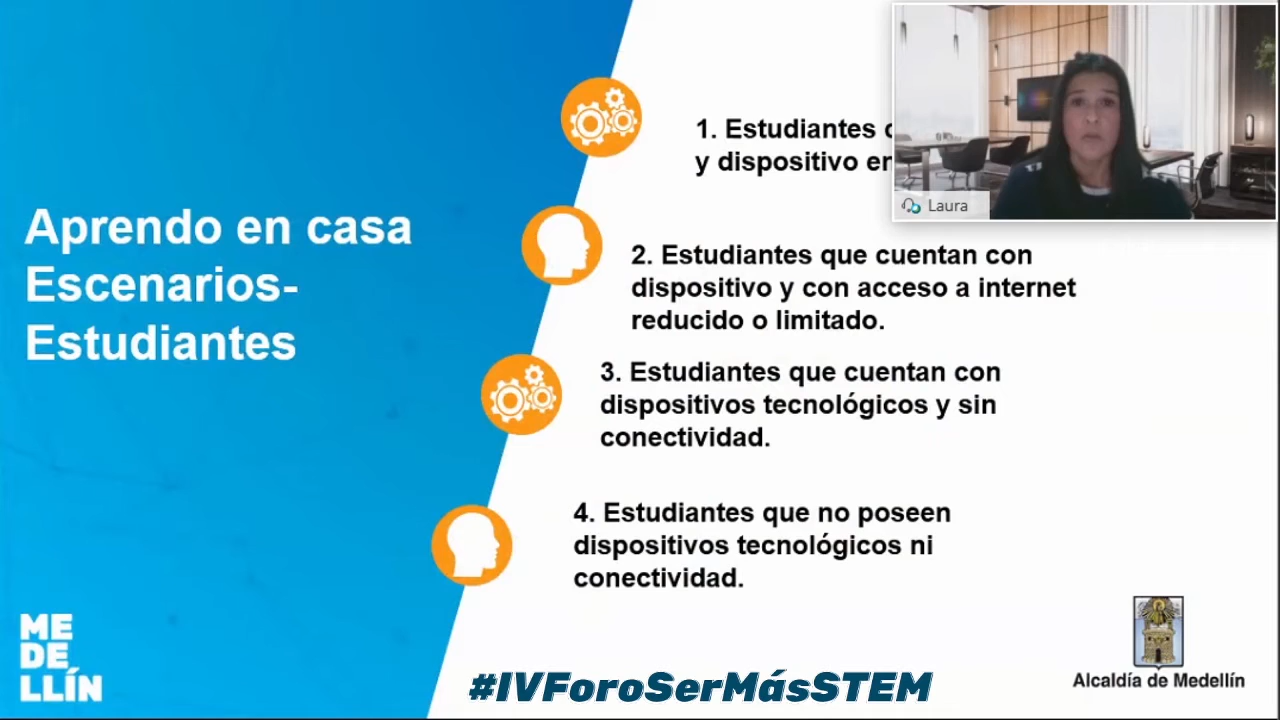 Aprendo en casa
Escenarios-
Estudiantes
1. Estudiantes
y dispositivo en
Laura
2. Estudiantes que cuentan con
dispositivo y con acceso a internet
reducido o limitado.
3. Estudiantes que cuentan con
dispositivos tecnológicos y sin
conectividad.
4. Estudiantes que no poseen
dispositivos tecnológicos ni
conectividad.
ME
DE
LLÍN
#IVForoSerMásSTEM
Alcaldía de Medellín